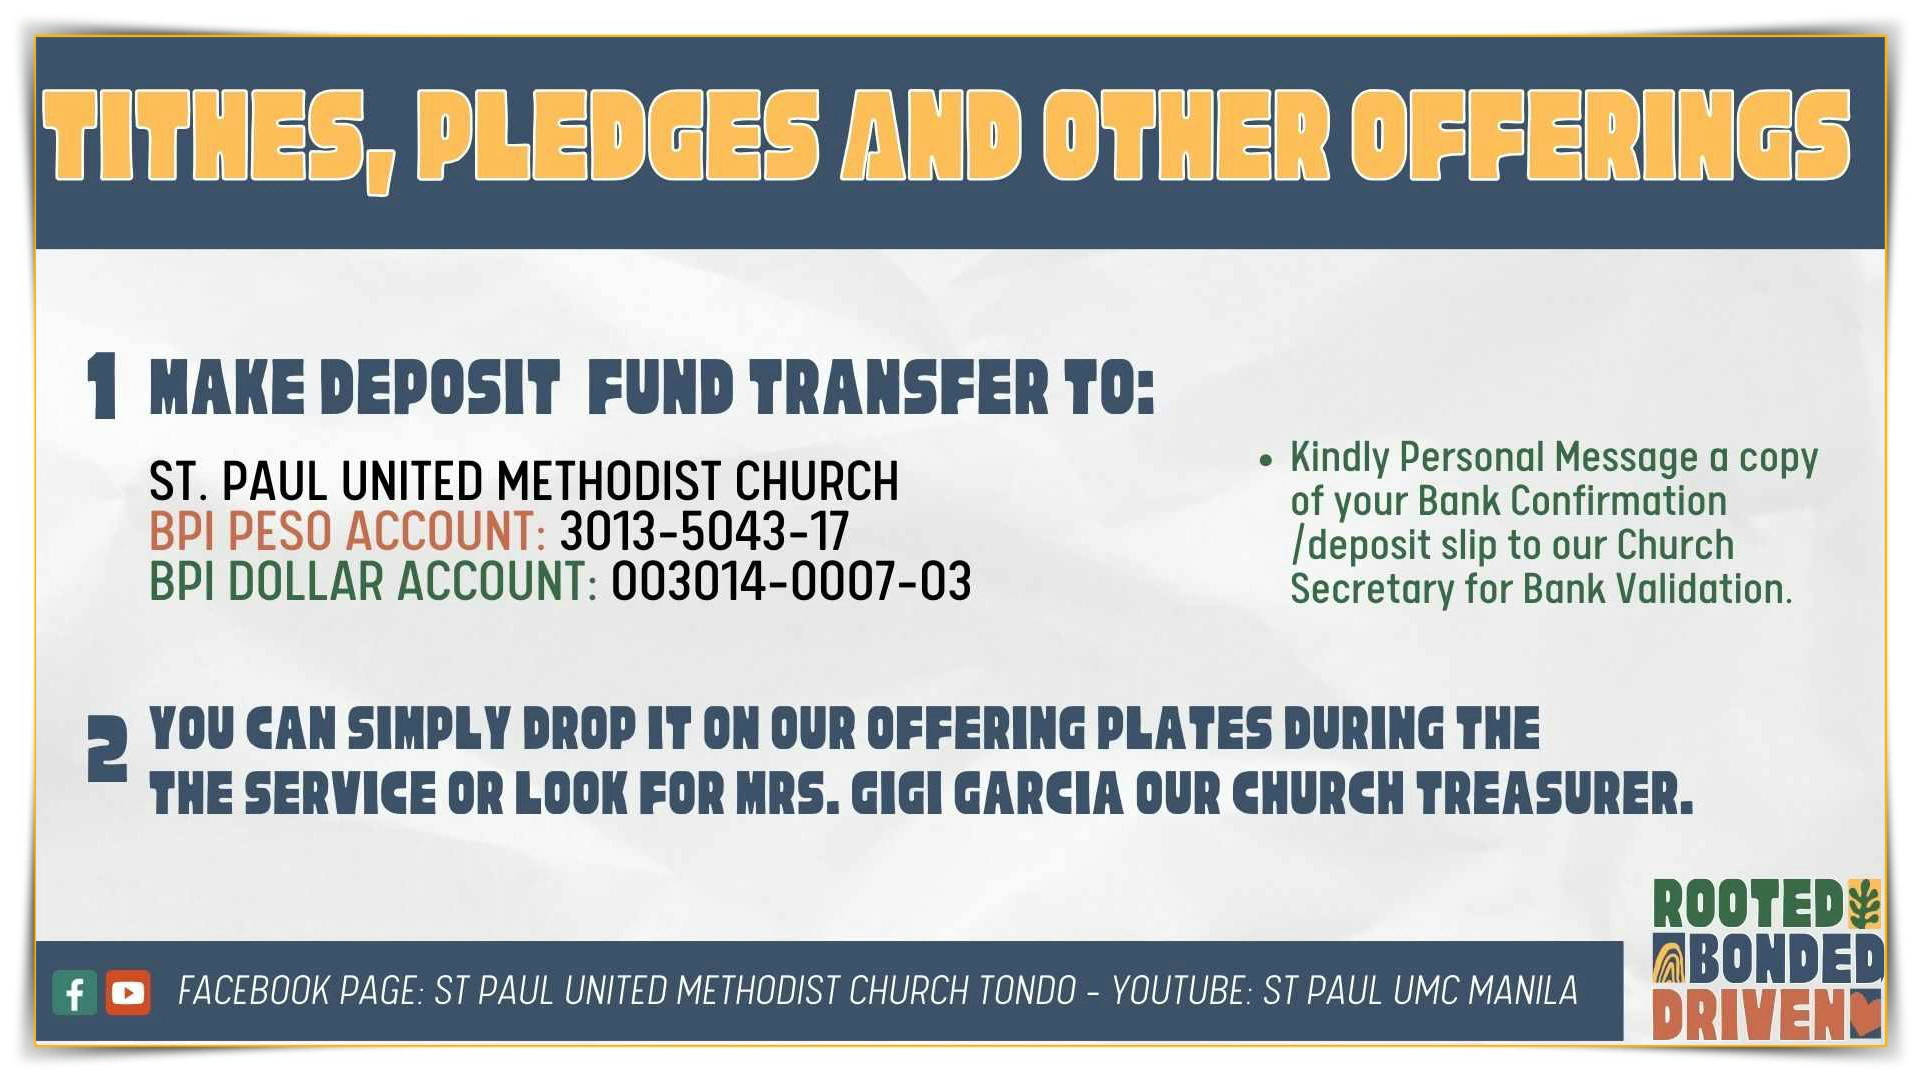 TITHES, PLEDGES AND OTHER OFFERINGS
1 MAKE DEPOSIT FUND TRANSFER TO:
ST. PAUL UNITED METHODIST CHURCH
BPI PESO ACCOUNT: 3013-5043-17
BPI DOLLAR ACCOUNT: 003014-0007-03
• Kindly Personal Message a copy
of your Bank Confirmation
/deposit slip to our Church
Secretary for Bank Validation.
2 YOU CAN SIMPLY DROP IT ON OUR OFFERING PLATES DURING THE
THE SERVICE OR LOOK FOR MRS. GIGI GARCIA OUR CHURCH TREASURER.
FACEBOOK PAGE: ST PAUL UNITED METHODIST CHURCH TONDO - YOUTUBE: ST PAUL UMC MANILA
ROOTED
BONDED
DRIVEN